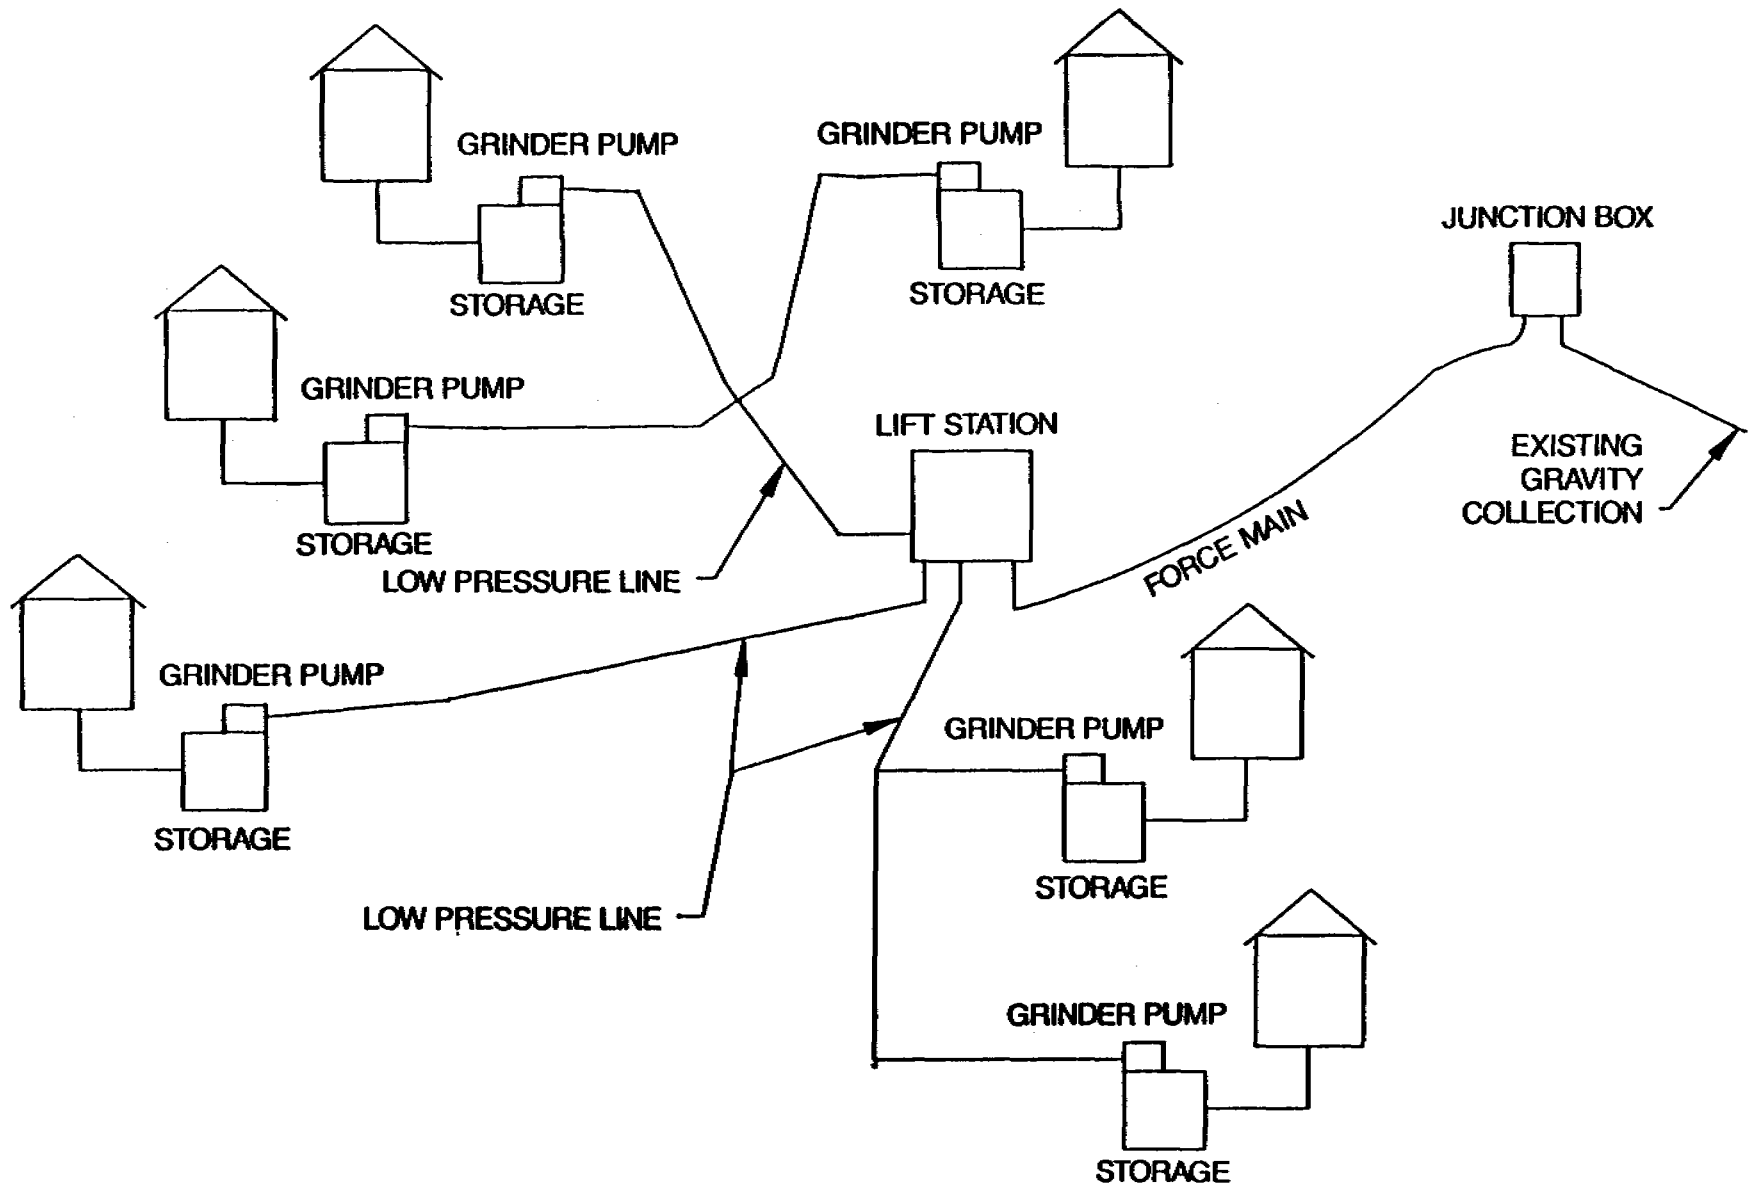 GRINDER PUMP
STORAGE
GRINDER PUMP
STORAGE
JUNCTION BOX
GRINDER PUMP
STORAGE
LIFT STATION
EXISTING
GRAVITY
COLLECTION
LOW PRESSURE LINE
FORCE MAIN
GRINDER PUMP
STORAGE
GRINDER PUMP
STORAGE
LOW PRESSURE LINE
GRINDER PUMP
STORAGE